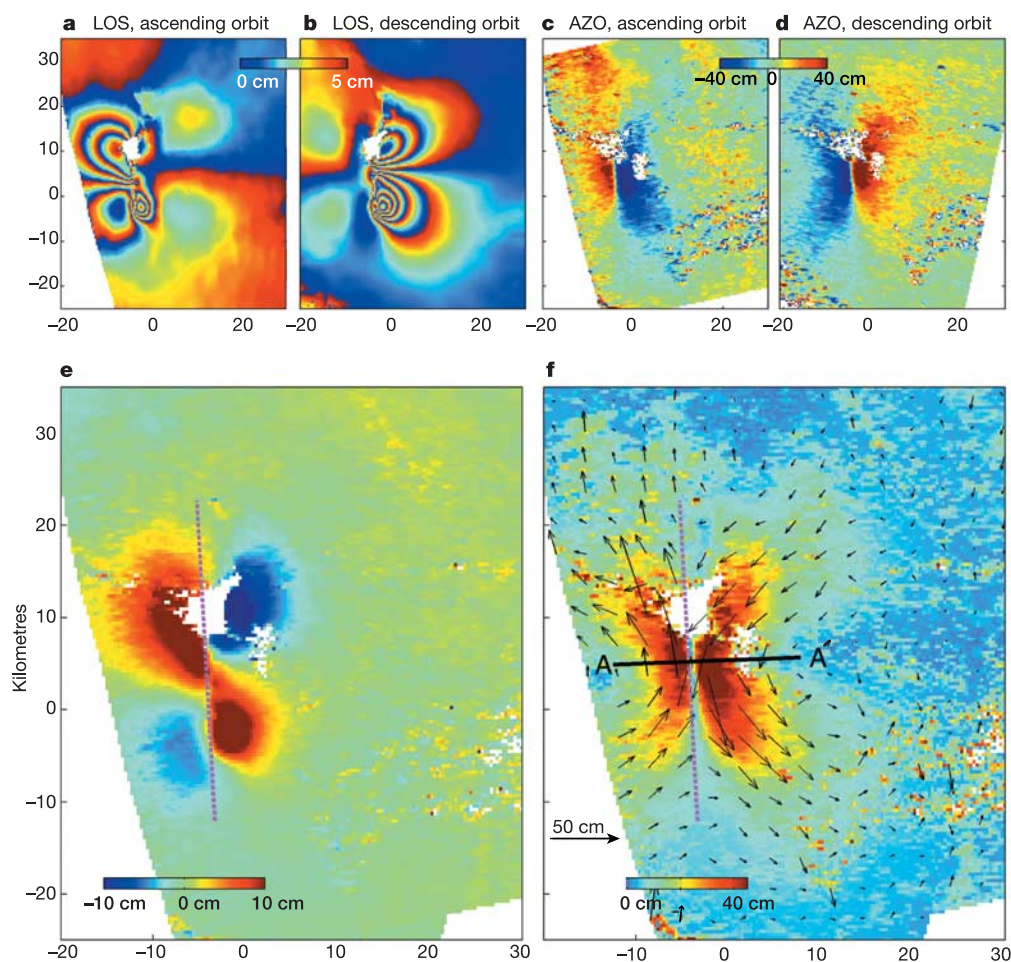 a LOS, ascending orbit
b LOS, descending orbit
c AZO, ascending orbit
d AZO, descending orbit
30
20
10
0
−10
−20
0 cm 5 cm
−40 cm 0 40 cm
−20 0 20
−20 0 20
−20 0 20
−20 0 20
e
f
30
20
10
0
−10
−20
Kilometres
A A′
50 cm
−10 cm 0 cm 10 cm
0 cm 40 cm
−20 −10 0 10 20 30
−10 0 10 20 30